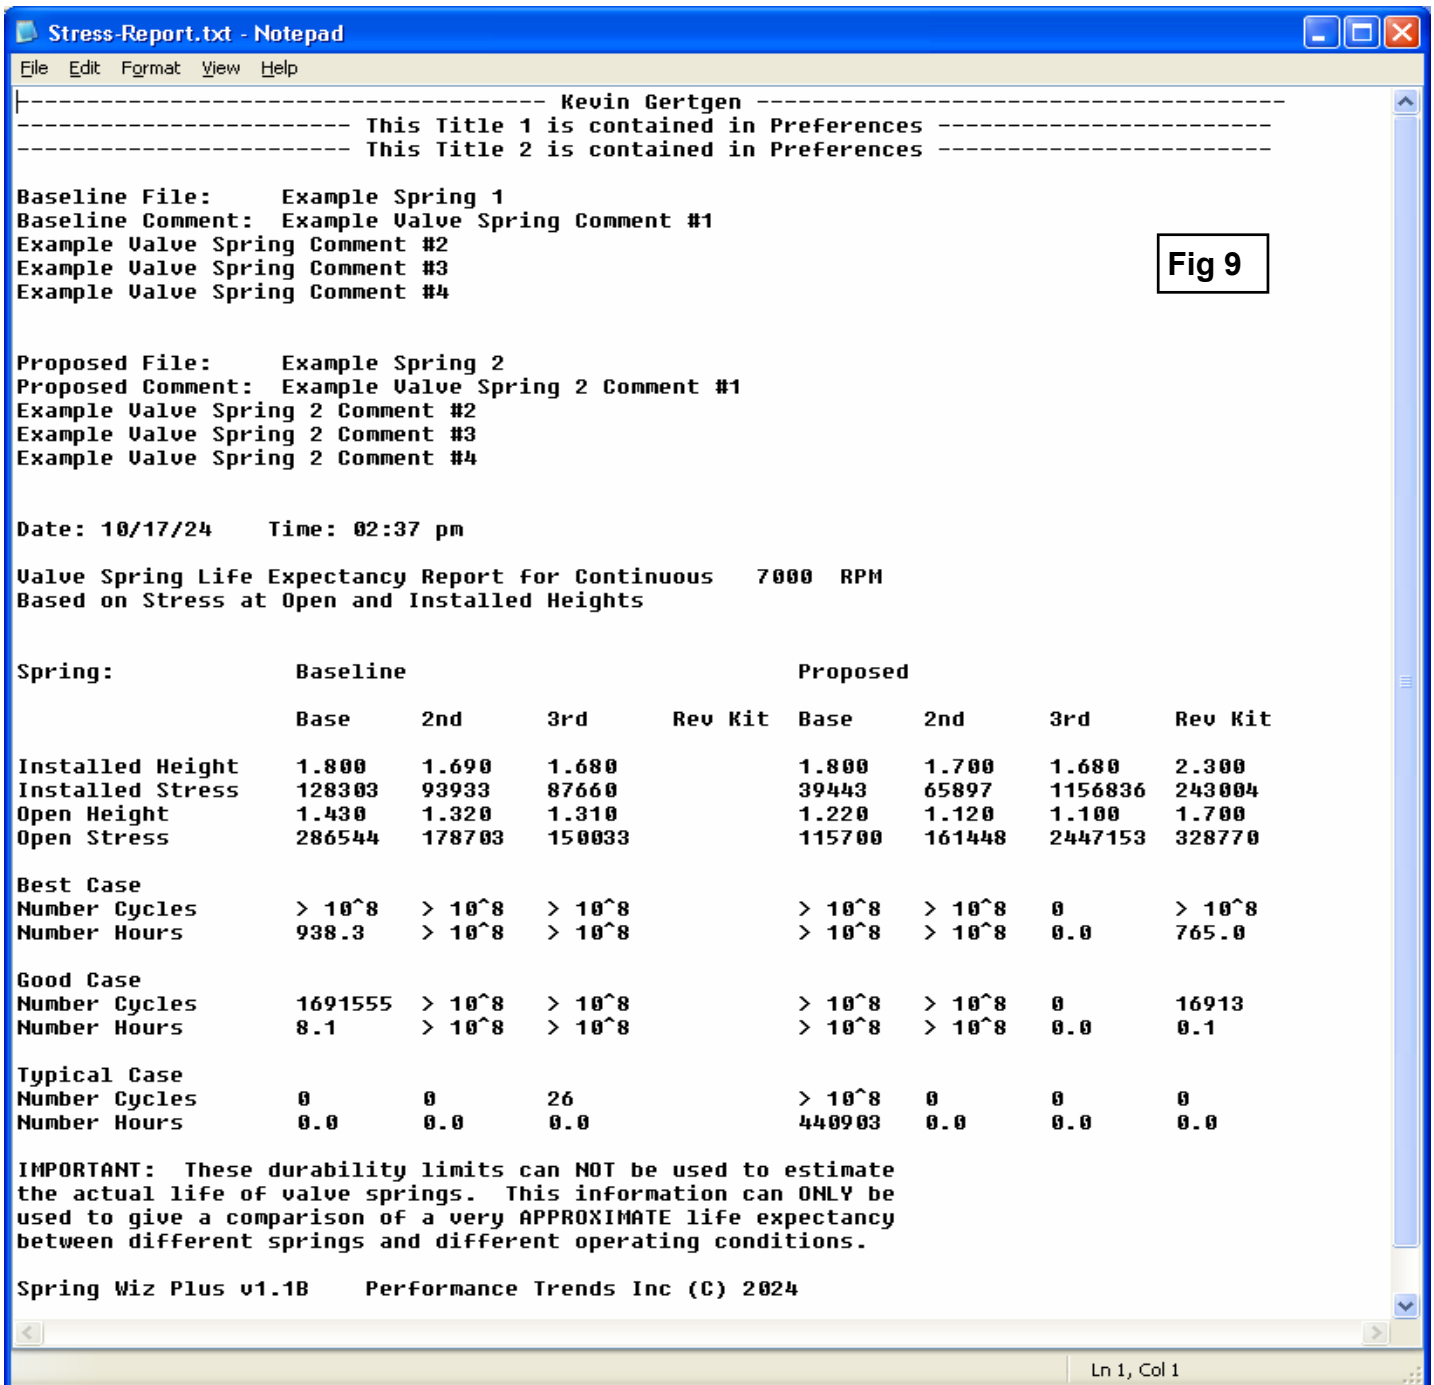 Stress-Report.txt - Notepad
File Edit Format View Help
-------------------------------------- Kevin Gertgen --------------------------------------
------------------------ This Title 1 is contained in Preferences ------------------------
------------------------ This Title 2 is contained in Preferences ------------------------
Baseline File:     Example Spring 1
Baseline Comment:  Example Valve Spring Comment #1
Example Valve Spring Comment #2
Fig 9
Example Valve Spring Comment #3
Example Valve Spring Comment #4
Proposed File:     Example Spring 2
Proposed Comment:  Example Valve Spring 2 Comment #1
Example Valve Spring 2 Comment #2
Example Valve Spring 2 Comment #3
Example Valve Spring 2 Comment #4
Date: 10/17/24    Time: 02:37 pm
Valve Spring Life Expectancy Report for Continuous   7000  RPM
Based on Stress at Open and Installed Heights
Spring:             Baseline                            Proposed
                    Base     2nd      3rd      Rev Kit  Base     2nd      3rd      Rev Kit
Installed Height    1.800    1.690    1.680             1.800    1.700    1.680    2.300
Installed Stress    128303   93933    87660             39443    65897    1156836  243004
Open Height         1.430    1.320    1.310             1.220    1.120    1.100    1.700
Open Stress         286544   178703   150033            115700   161448   2447153  328770
Best Case
Number Cycles       > 10^8   > 10^8   > 10^8            > 10^8   > 10^8   0        > 10^8
Number Hours        938.3    > 10^8   > 10^8            > 10^8   > 10^8   0.0      765.0
Good Case
Number Cycles       1691555  > 10^8   > 10^8            > 10^8   > 10^8   0        16913
Number Hours        8.1      > 10^8   > 10^8            > 10^8   > 10^8   0.0      0.1
Typical Case
Number Cycles       0        0        26                > 10^8   0        0        0
Number Hours        0.0      0.0      0.0               440903   0.0      0.0      0.0
IMPORTANT:  These durability limits can NOT be used to estimate
the actual life of valve springs.  This information can ONLY be
used to give a comparison of a very APPROXIMATE life expectancy
between different springs and different operating conditions.
Spring Wiz Plus v1.1B    Performance Trends Inc (C) 2024
Ln 1, Col 1